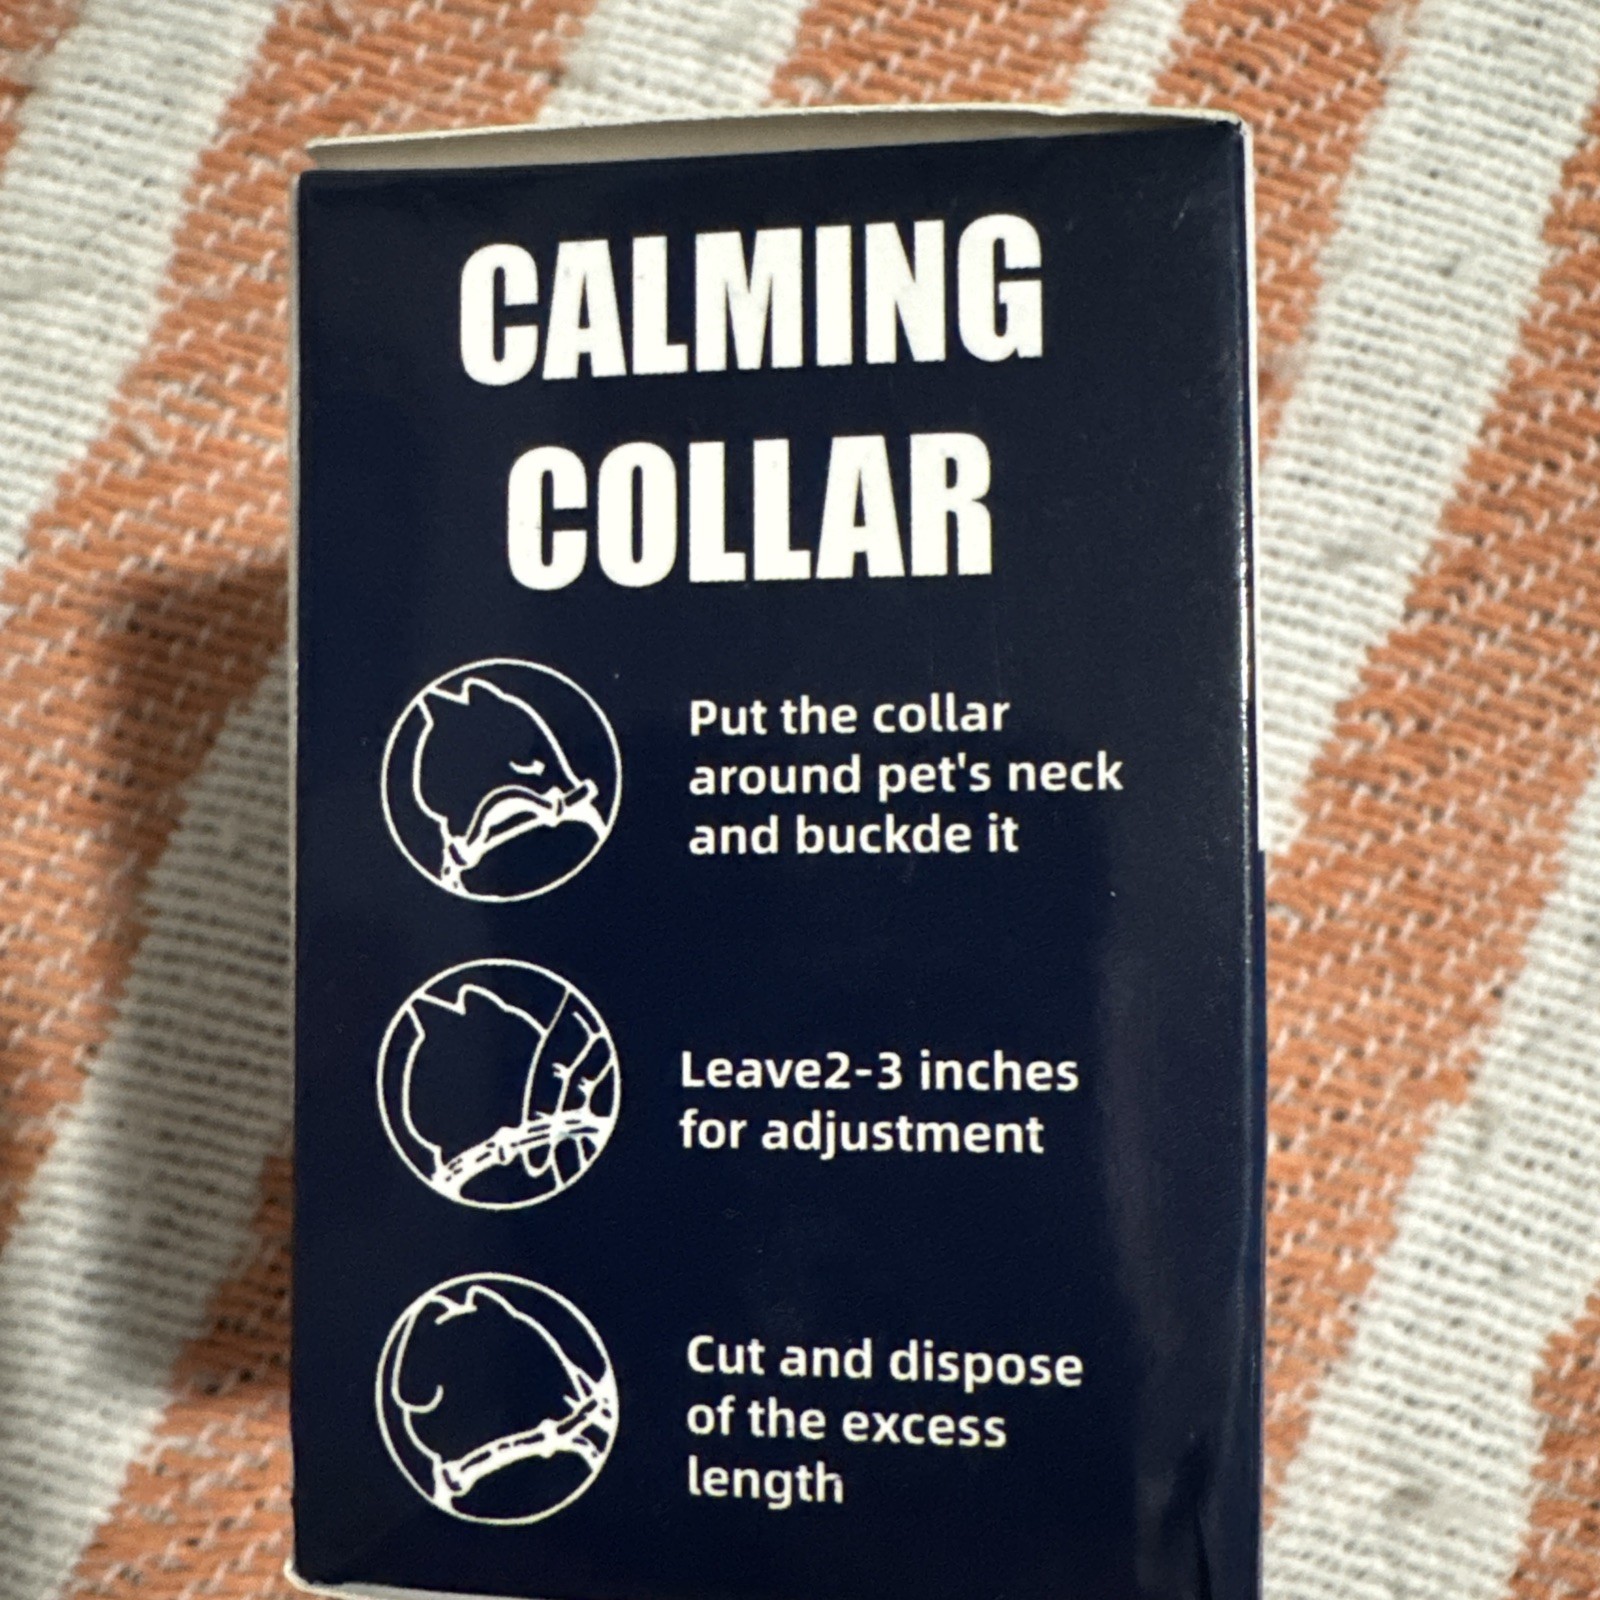 CALMING
COLLAR
Put the collar
around pet's neck
and buckde it
Leave2-3 inches
for adjustment
Cut and dispose
of the excess
length